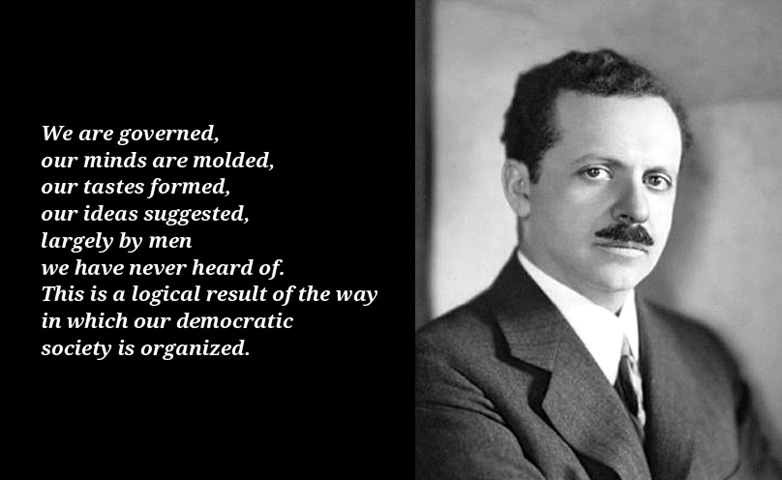 We are governed,
our minds are molded,
our tastes formed,
our ideas suggested,
largely by men
we have never heard of.
This is a logical result of the way
in which our democratic
society is organized.